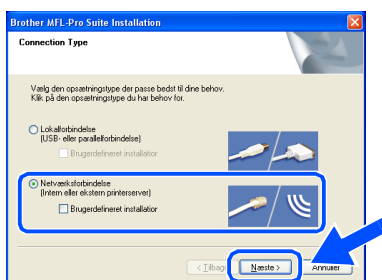 Brother MFL-Pro Suite Installation
Connection Type
Vælg den opsætningstype der passe bedst til dine behov.
Klik på den opsætningstype du har behov for.
Lokalforbindelse
(USB- eller parallelforbindelse)
Brugerdefineret installation
Netværksforbindelse
(Intern eller ekstern printerserver)
Brugerdefineret installation
< Tilbage
Næste >
Annuller